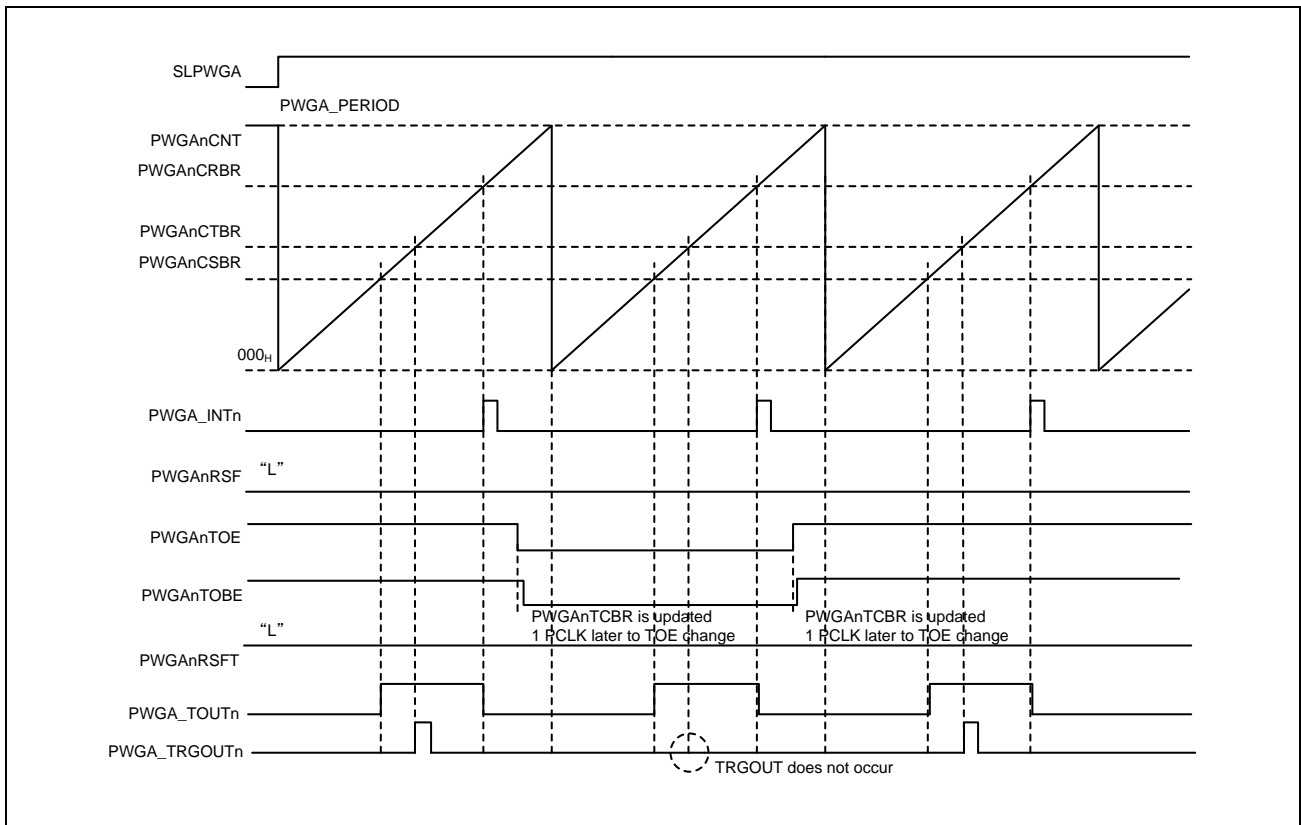 SLPWGA
PWGA_PERIOD
PWGAnCNT
PWGAnCRBR
PWGAnCTBR
PWGAnCSBR
000H
PWGA_INTn
PWGAnRSF
“L”
PWGAnTOE
PWGAnTOBE
PWGAnTCBR is updated
1 PCLK later to TOE change
PWGAnTCBR is updated
1 PCLK later to TOE change
“L”
PWGAnRSFT
PWGA_TOUTn
PWGA_TRGOUTn
TRGOUT does not occur